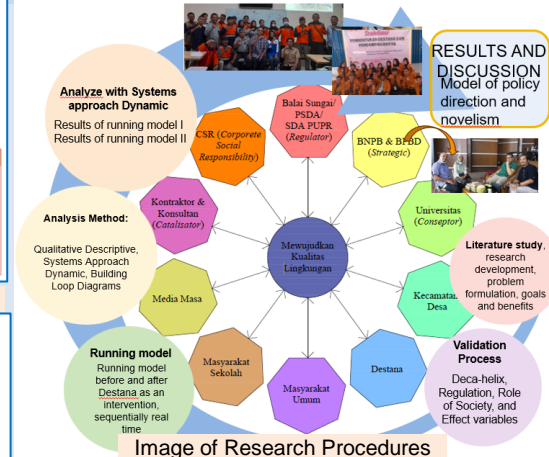 RESULTS AND
DISCUSSION
Model of policy
direction and
novelism
Analyze with Systems
approach Dynamic
Results of running model I
Results of running model II
Balai Sungai/
PSDA/
SDA PUPR
(Regulator)
CSR (Corporete
Social
Responsibility)
BNPB & BPBD
(Strategic)
Kontraktor &
Konsultan
(Catalisator)
Universitas
(Conseptor)
Analysis Method:
Qualitative Descriptive,
Systems Approach
Dynamic, Building
Loop Diagrams
Mewujudkan
Kualitas
Lingkungan
Literature study,
research
development,
problem
formulation, goals
and benefits
Media Masa
Kecamatan
Desa
Running model
Running model
before and after
Destana as an
intervention,
sequentially real
time
Masyarakat
Sekolah
Masyarakat
Umum
Destana
Validation
Process
Deca-helix,
Regulation, Role
of Society, and
Effect variables
Image of Research Procedures